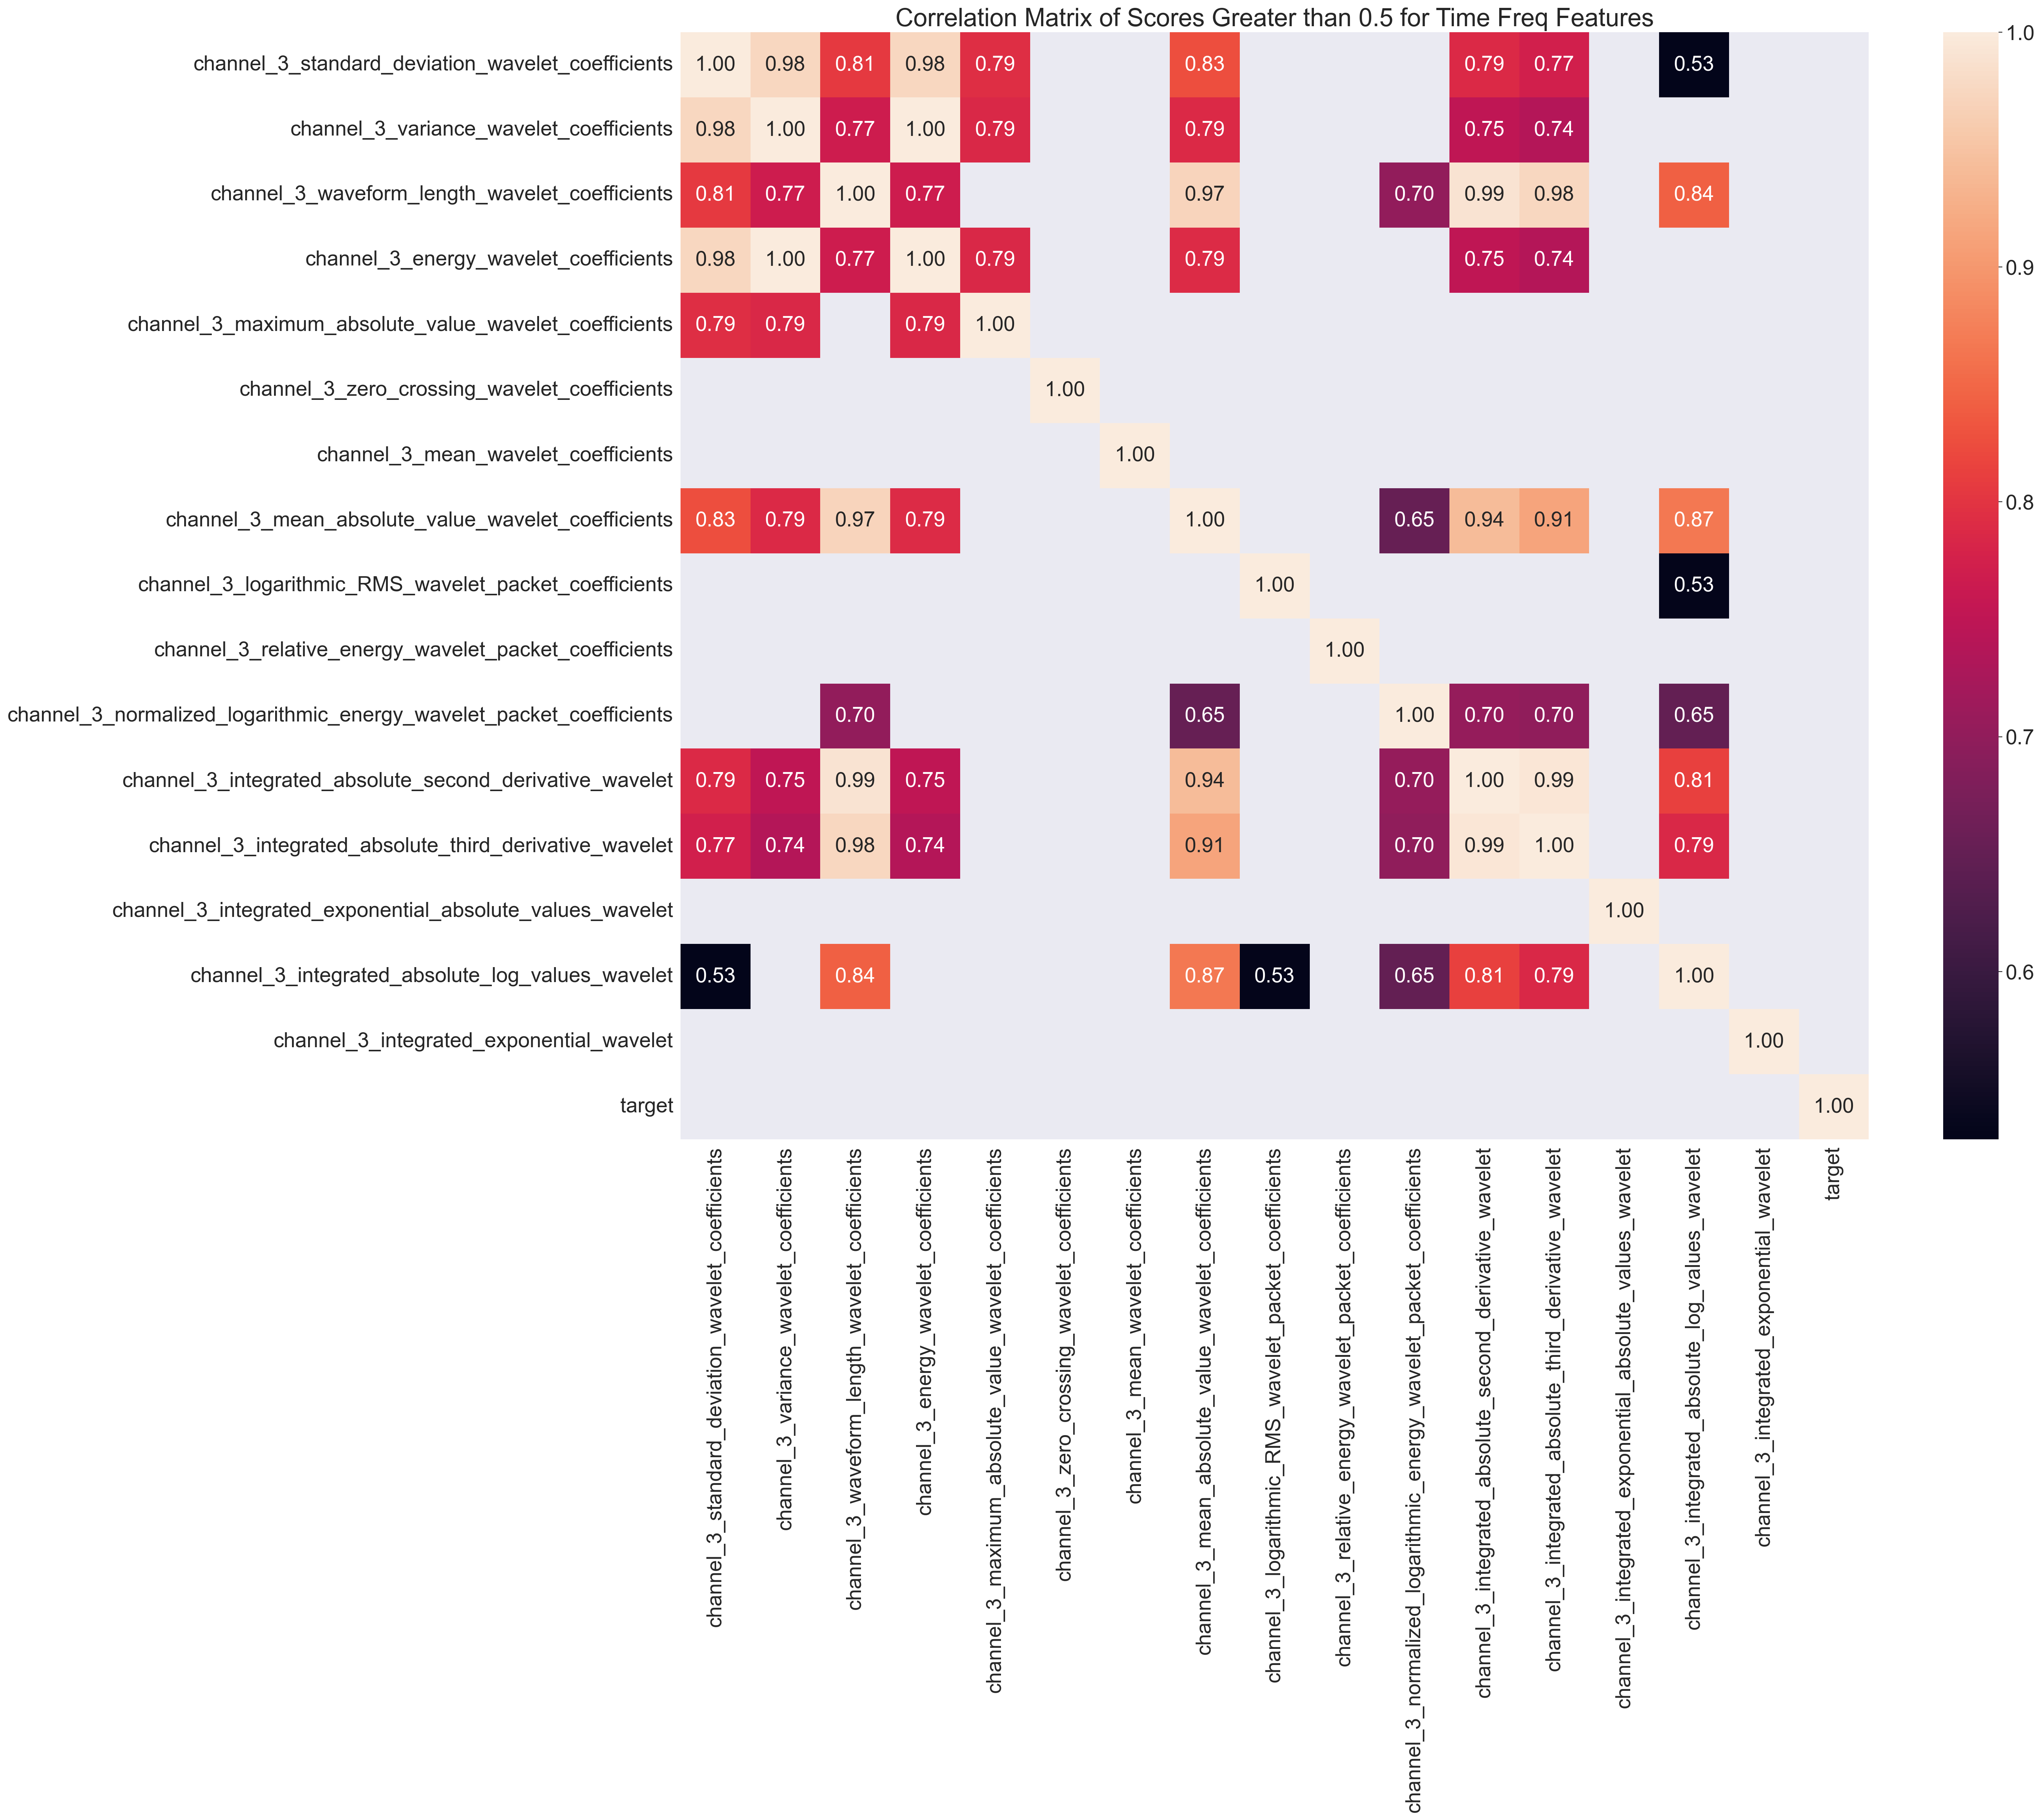 Correlation Matrix of Scores Greater than 0.5 for Time Freq Features
channel_3_standard_deviation_wavelet_coefficients 1.00 0.98 0.81 0.98 0.79 0.83 0.79 0.77 0.53
channel_3_variance_wavelet_coefficients 0.98 1.00 0.77 1.00 0.79 0.79 0.75 0.74
channel_3_waveform_length_wavelet_coefficients 0.81 0.77 1.00 0.77 0.97 0.70 0.99 0.98 0.84
channel_3_energy_wavelet_coefficients 0.98 1.00 0.77 1.00 0.79 0.79 0.75 0.74
channel_3_maximum_absolute_value_wavelet_coefficients 0.79 0.79 0.79 1.00
channel_3_zero_crossing_wavelet_coefficients 1.00
channel_3_mean_wavelet_coefficients 1.00
channel_3_mean_absolute_value_wavelet_coefficients 0.83 0.79 0.97 0.79 1.00 0.65 0.94 0.91 0.87
channel_3_logarithmic_RMS_wavelet_packet_coefficients 1.00 0.53
channel_3_relative_energy_wavelet_packet_coefficients 1.00
channel_3_normalized_logarithmic_energy_wavelet_packet_coefficients 0.70 0.65 1.00 0.70 0.70 0.65
channel_3_integrated_absolute_second_derivative_wavelet 0.79 0.75 0.99 0.75 0.94 0.70 1.00 0.99 0.81
channel_3_integrated_absolute_third_derivative_wavelet 0.77 0.74 0.98 0.74 0.91 0.70 0.99 1.00 0.79
channel_3_integrated_exponential_absolute_values_wavelet 1.00
channel_3_integrated_absolute_log_values_wavelet 0.53 0.84 0.87 0.53 0.65 0.81 0.79 1.00
channel_3_integrated_exponential_wavelet 1.00
target 1.00
channel_3_standard_deviation_wavelet_coefficients
channel_3_variance_wavelet_coefficients
channel_3_waveform_length_wavelet_coefficients
channel_3_energy_wavelet_coefficients
channel_3_maximum_absolute_value_wavelet_coefficients
channel_3_zero_crossing_wavelet_coefficients
channel_3_mean_wavelet_coefficients
channel_3_mean_absolute_value_wavelet_coefficients
channel_3_logarithmic_RMS_wavelet_packet_coefficients
channel_3_relative_energy_wavelet_packet_coefficients
channel_3_normalized_logarithmic_energy_wavelet_packet_coefficients
channel_3_integrated_absolute_second_derivative_wavelet
channel_3_integrated_absolute_third_derivative_wavelet
channel_3_integrated_exponential_absolute_values_wavelet
channel_3_integrated_absolute_log_values_wavelet
channel_3_integrated_exponential_wavelet
target
1.0
0.9
0.8
0.7
0.6